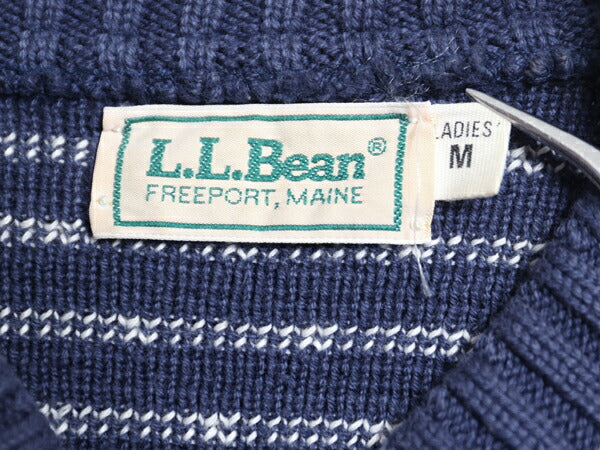 L.L.Bean®
FREEPORT, MAINE
LADIES'
M